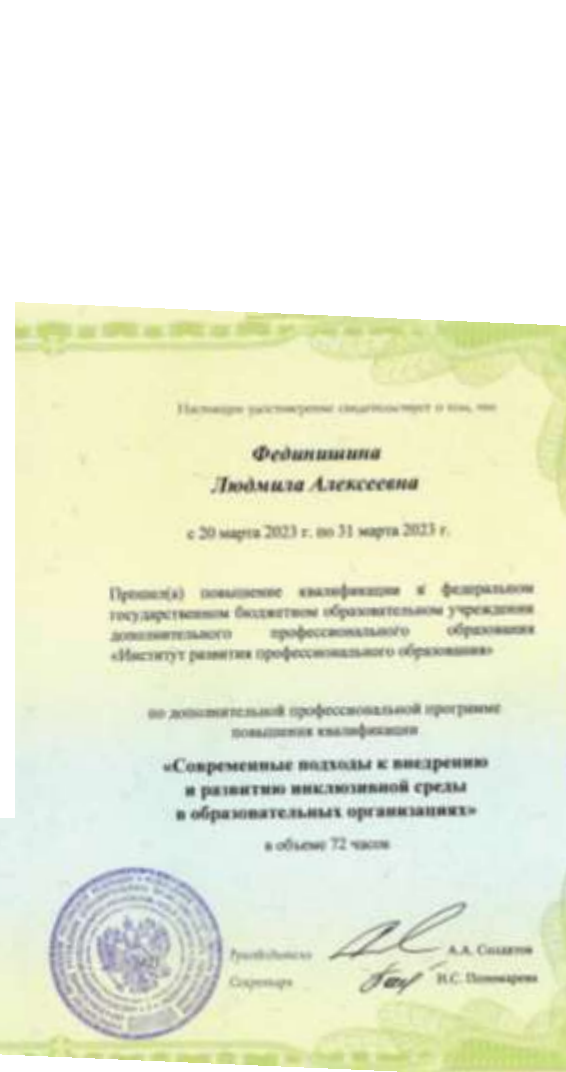 Настоящее удостоверение свидетельствует о том, что
Фединишина
Людмила Алексеевна
с 20 марта 2023 г. по 31 марта 2023 г.
Прошел(а) повышение квалификации в федеральном
государственном бюджетном образовательном учреждении
дополнительного профессионального образования
«Институт развития профессионального образования»
по дополнительной профессиональной программе
повышения квалификации
«Современные подходы к внедрению
и развитию инклюзивной среды
в образовательных организациях»
в объеме 72 часов
Руководитель А.А. Солдатов
Секретарь Н.С. Пономарева